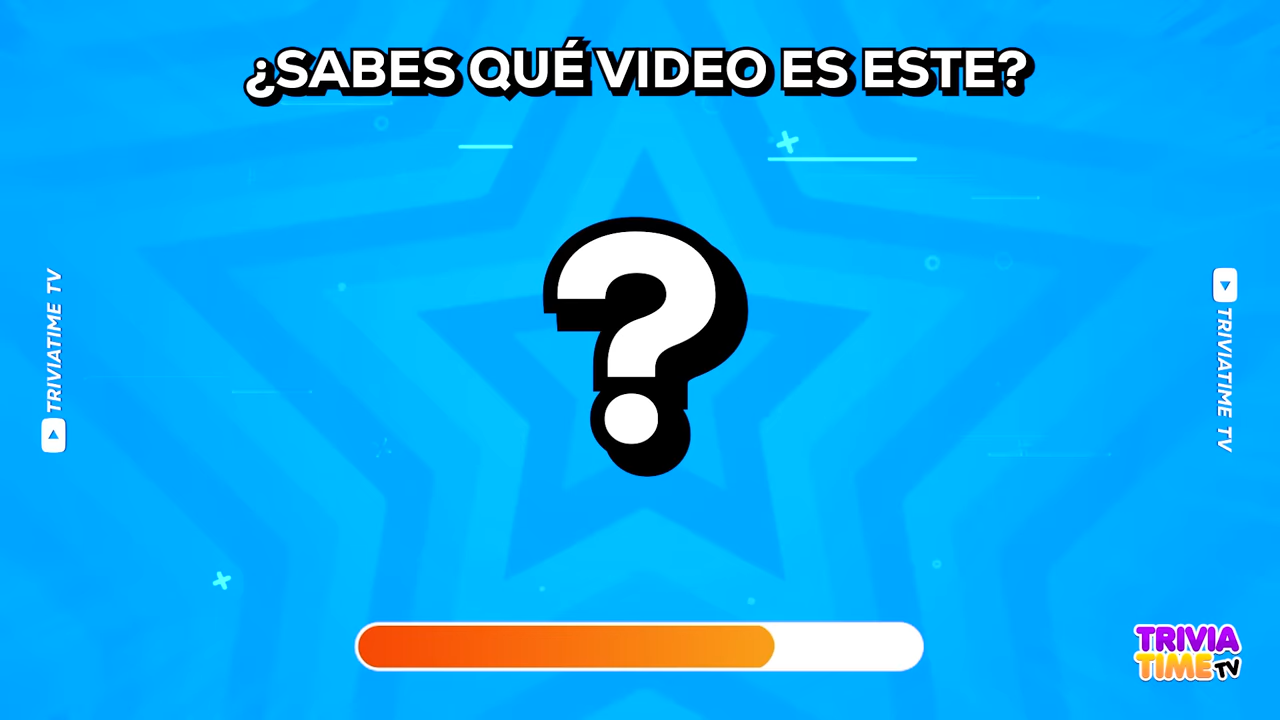 ¿SABES QUÉ VIDEO ES ESTE?
?
TRIVIATIME TV
TRIVIATIME TV
TRIVIA
TIME TV